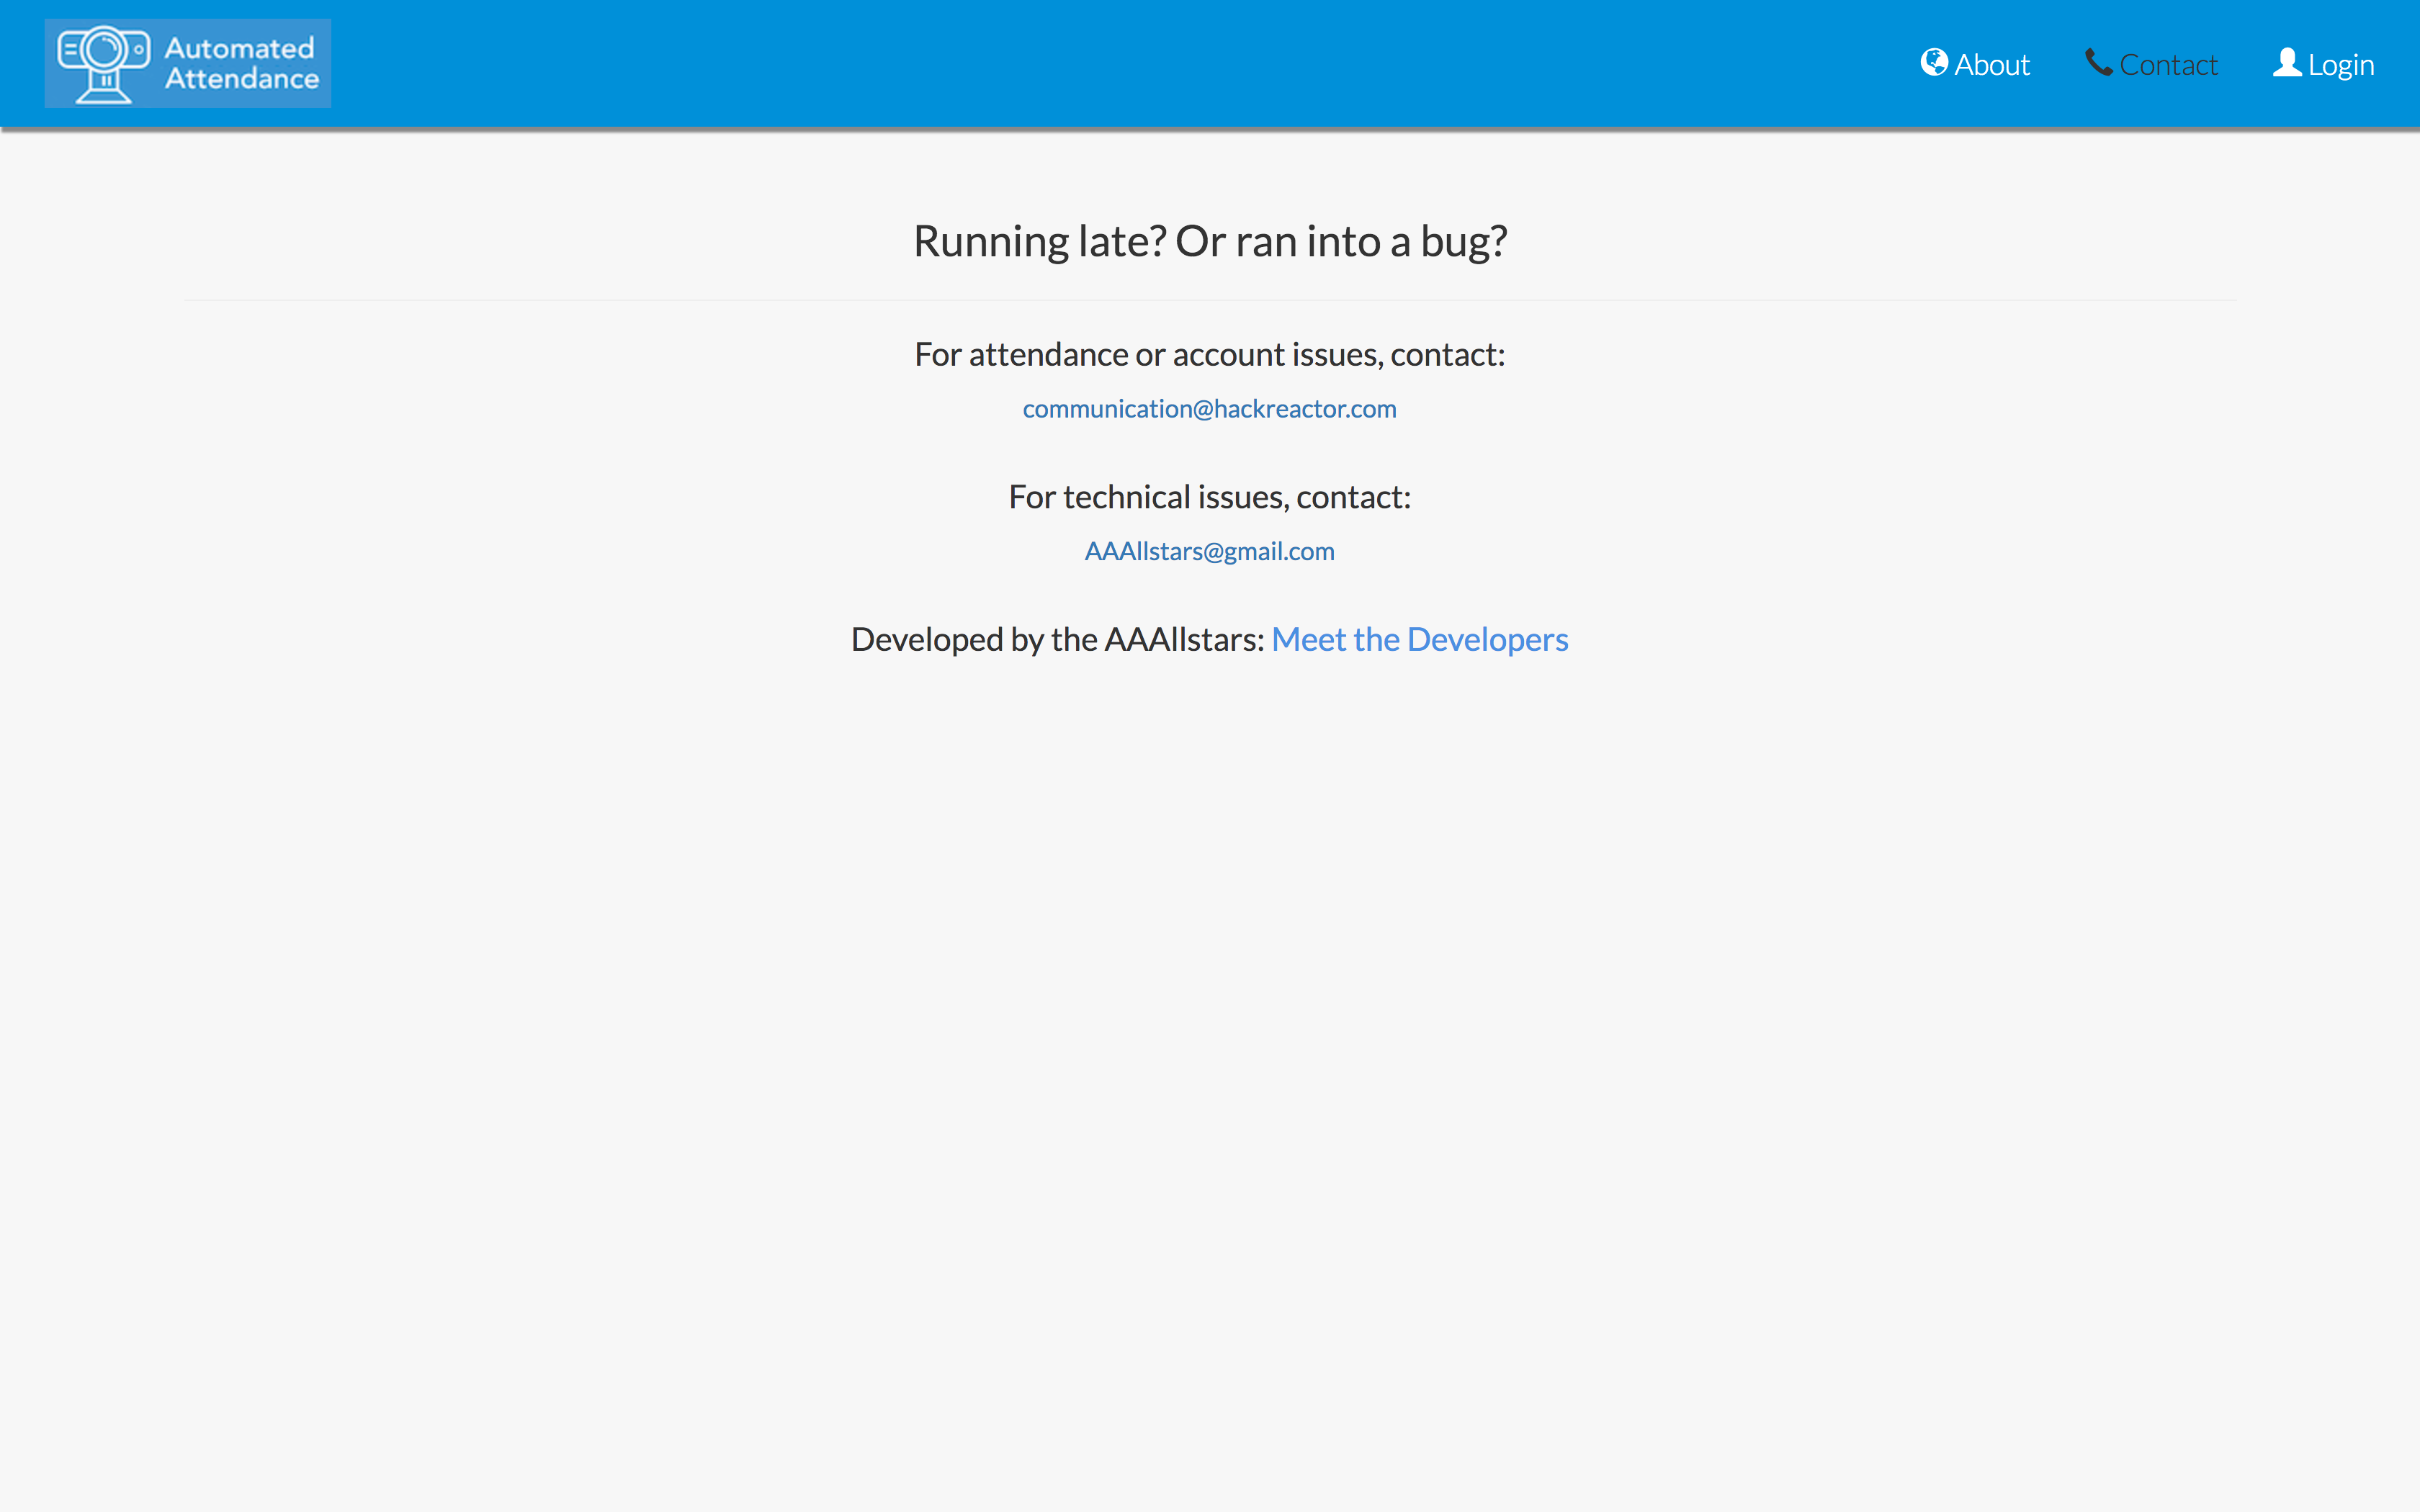 Automated
Attendance
About Contact Login
Running late? Or ran into a bug?
For attendance or account issues, contact:
communication@hackreactor.com
For technical issues, contact:
AAAllstars@gmail.com
Developed by the AAAllstars: Meet the Developers